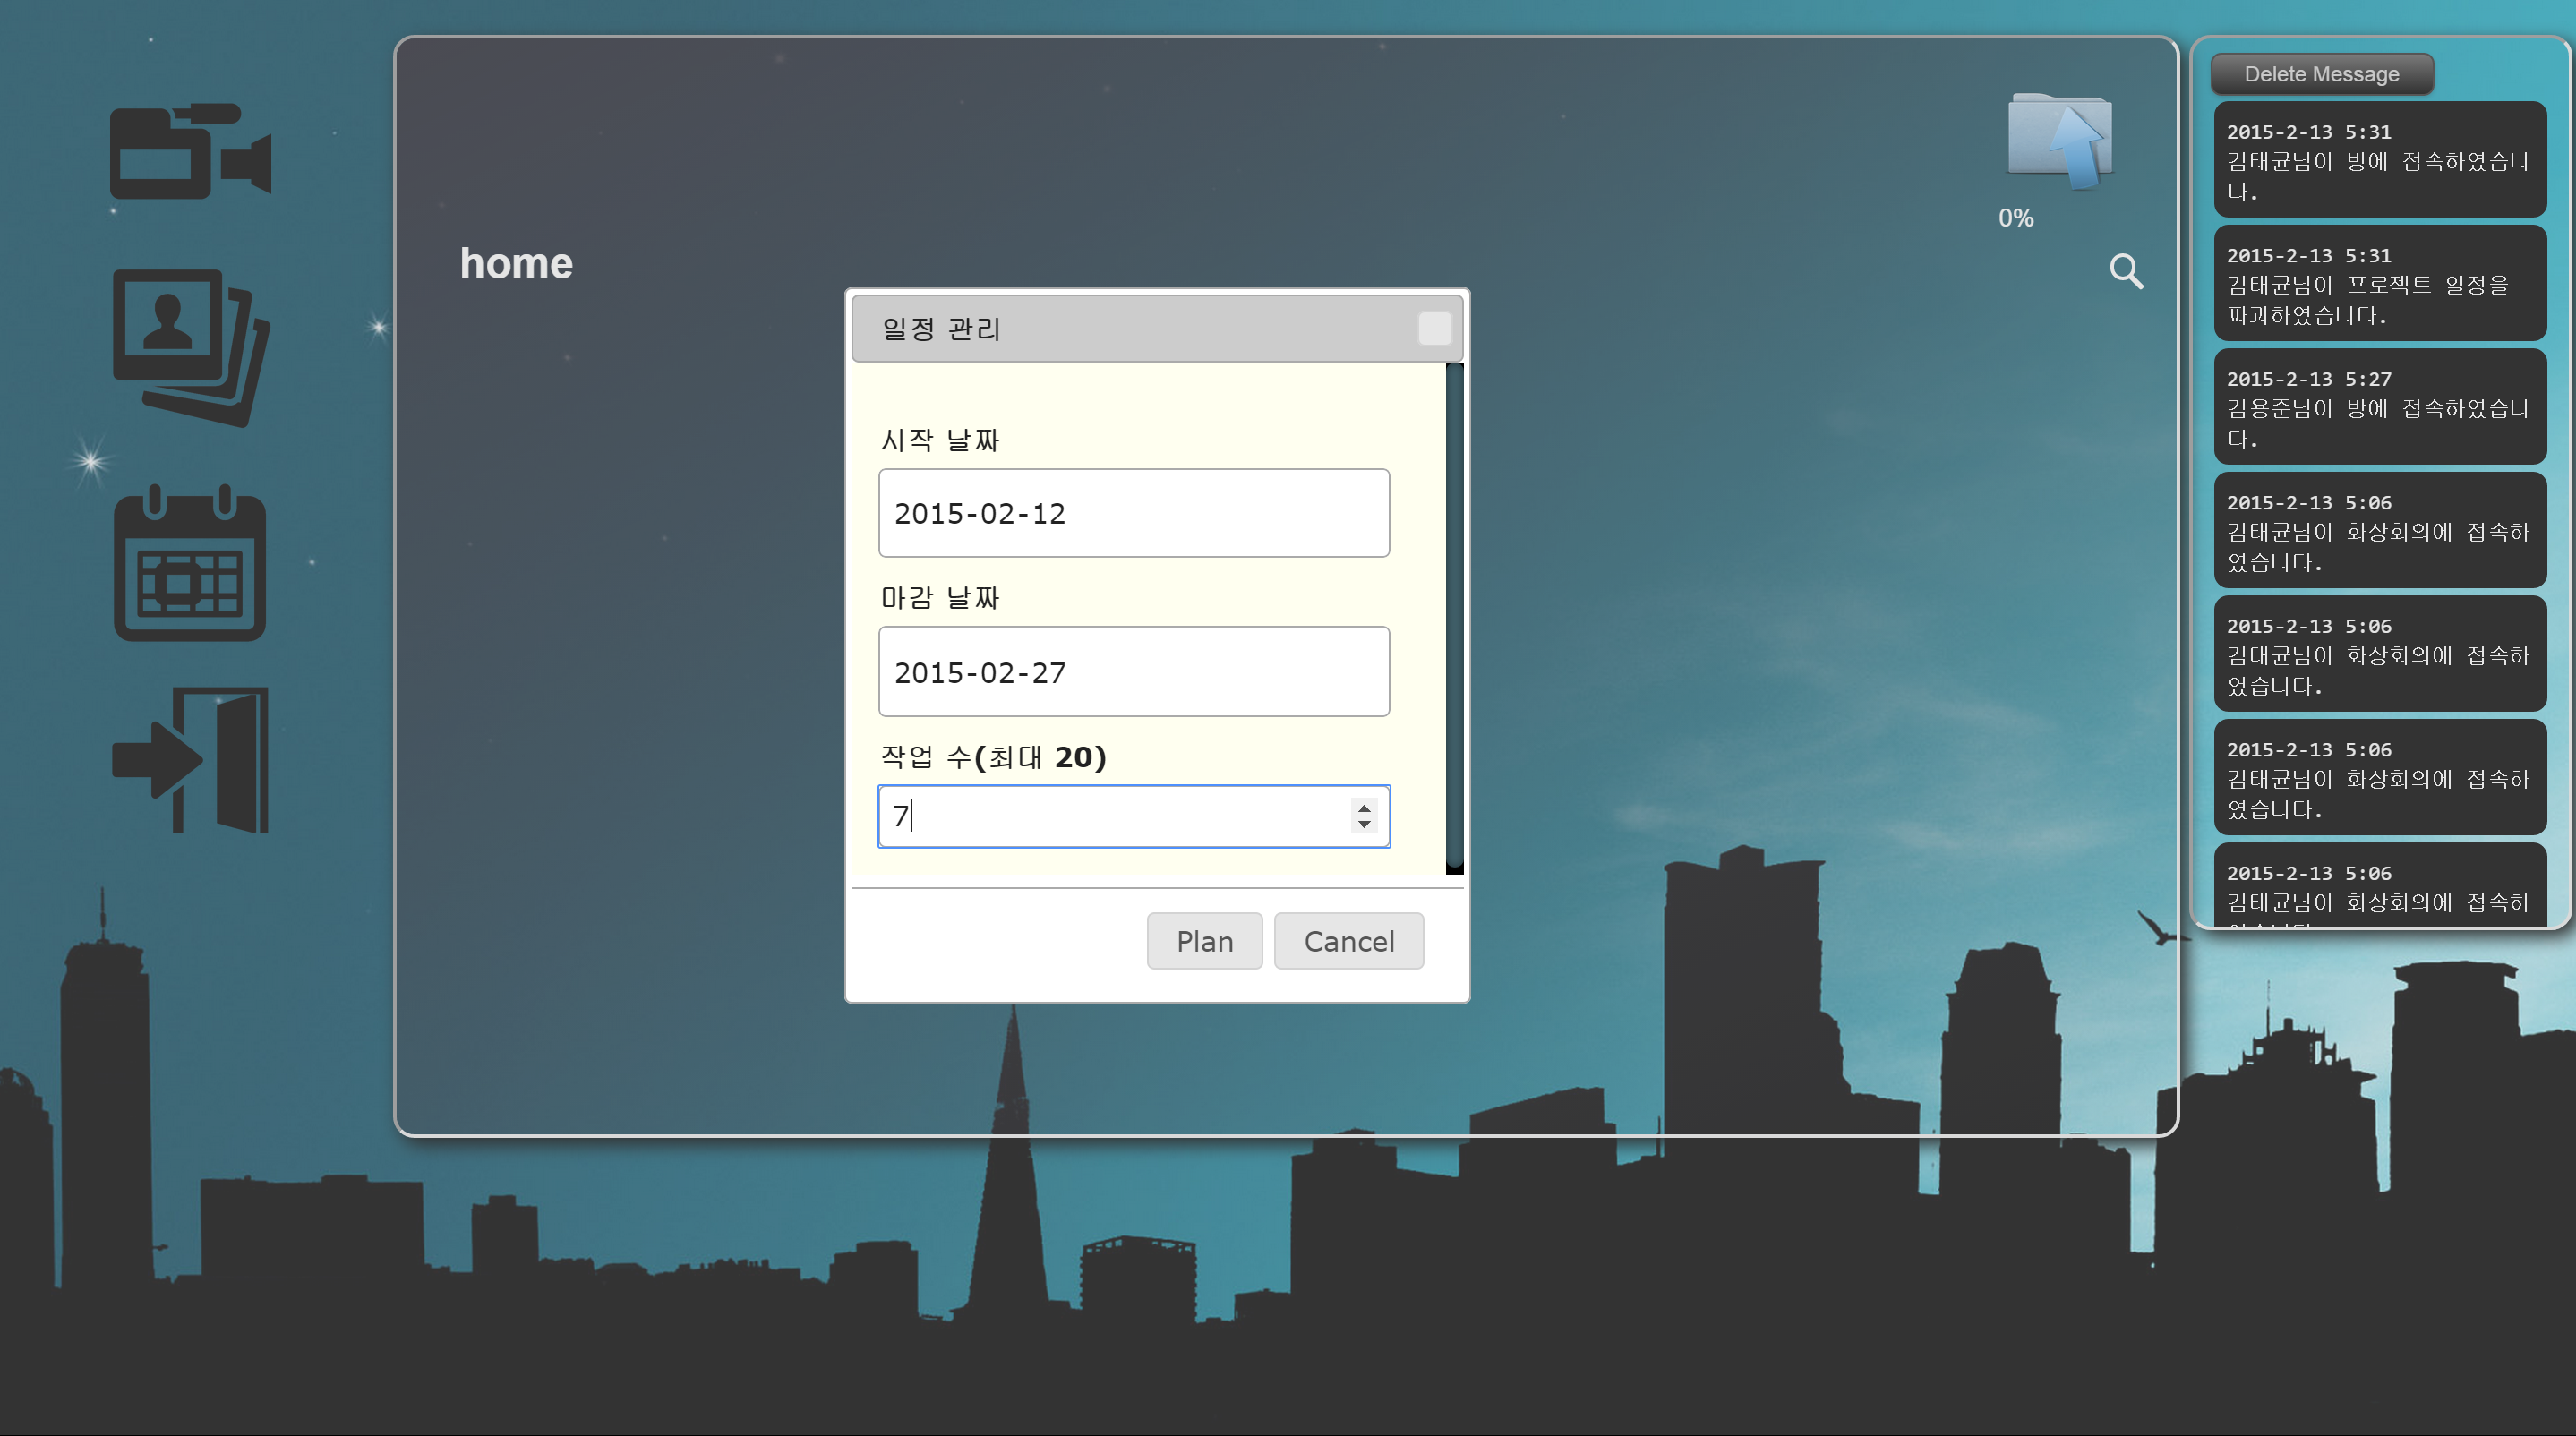 home
0%
일정 관리
시작 날짜
2015-02-12
마감 날짜
2015-02-27
작업 수(최대 20)
7
Plan
Cancel
Delete Message
2015-2-13 5:31
김태균님이 방에 접속하였습니
다.
2015-2-13 5:31
김태균님이 프로젝트 일정을
파괴하였습니다.
2015-2-13 5:27
김용준님이 방에 접속하였습니
다.
2015-2-13 5:06
김태균님이 화상회의에 접속하
였습니다.
2015-2-13 5:06
김태균님이 화상회의에 접속하
였습니다.
2015-2-13 5:06
김태균님이 화상회의에 접속하
였습니다.
2015-2-13 5:06
김태균님이 화상회의에 접속하